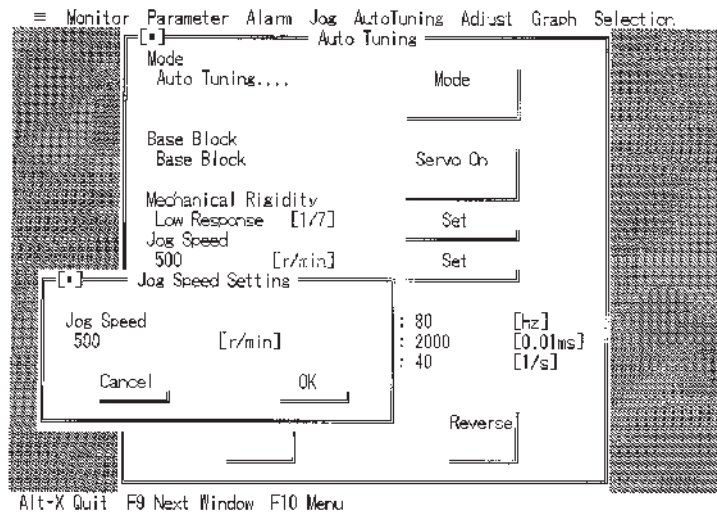 ≡ Monitor Parameter Alarm Jog AutoTuning Adjust Graph Selection
[▪] Auto Tuning
Mode
Auto Tuning.... Mode
Base Block
Base Block Servo On
Mechanical Rigidity
Low Response [1/7] Set
Jog Speed
500 [r/min] Set
[▪] Jog Speed Setting
Jog Speed
500 [r/min]
Cancel OK
: 80 [hz]
: 2000 [0.01ms]
: 40 [1/s]
Reverse
Alt-X Quit F9 Next Window F10 Menu